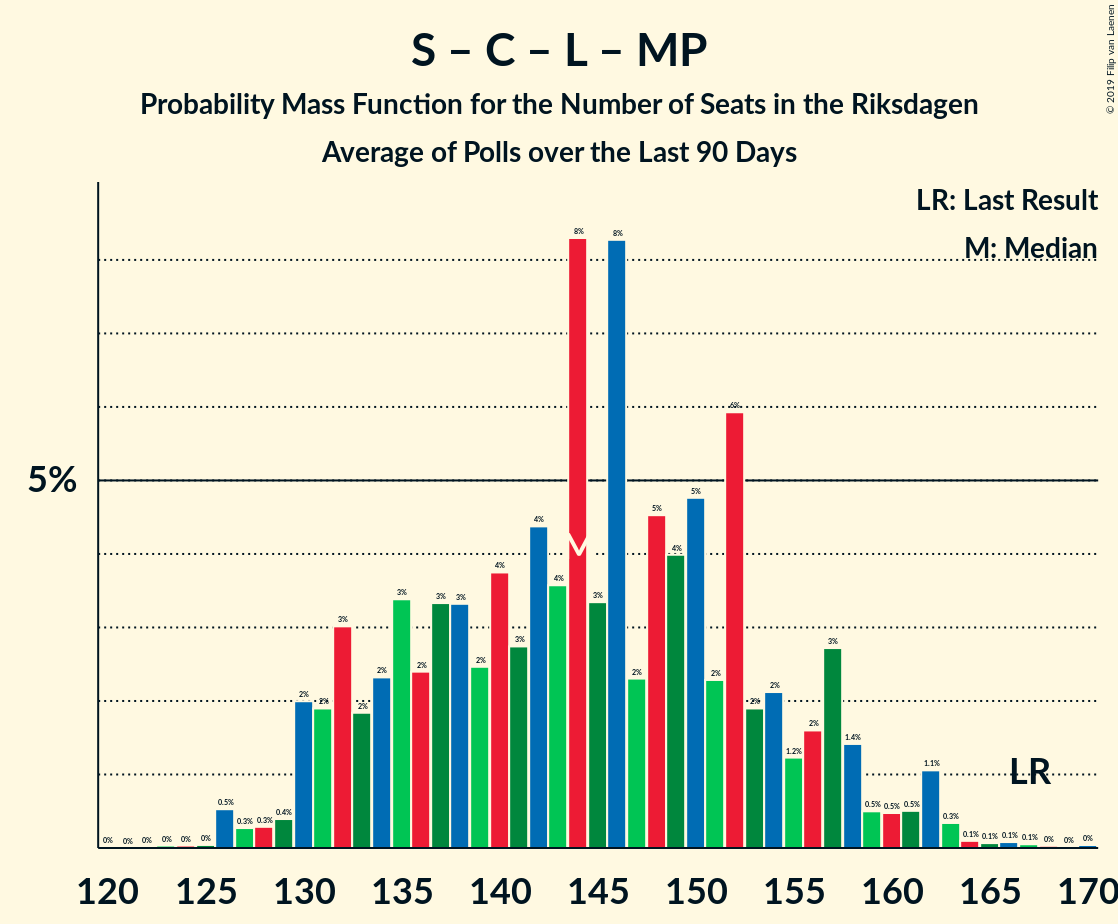 S – C – L – MP
Probability Mass Function for the Number of Seats in the Riksdagen
Average of Polls over the Last 90 Days
© 2019 Filip van Laenen
LR: Last Result
M: Median
5%
0% 0% 0% 0% 0% 0% 0.5% 0.3% 0.3% 0.4% 2% 2% 3% 2% 2% 3% 2% 3% 3% 2% 4% 3% 4% 4% 8% 3% 8% 2% 5% 4% 5% 2% 6% 2% 2% 1.2% 2% 3% 1.4% 0.5% 0.5% 0.5% 1.1% 0.3% 0.1% 0.1% 0.1% 0.1% 0% 0% 0%
M
LR
120 125 130 135 140 145 150 155 160 165 170